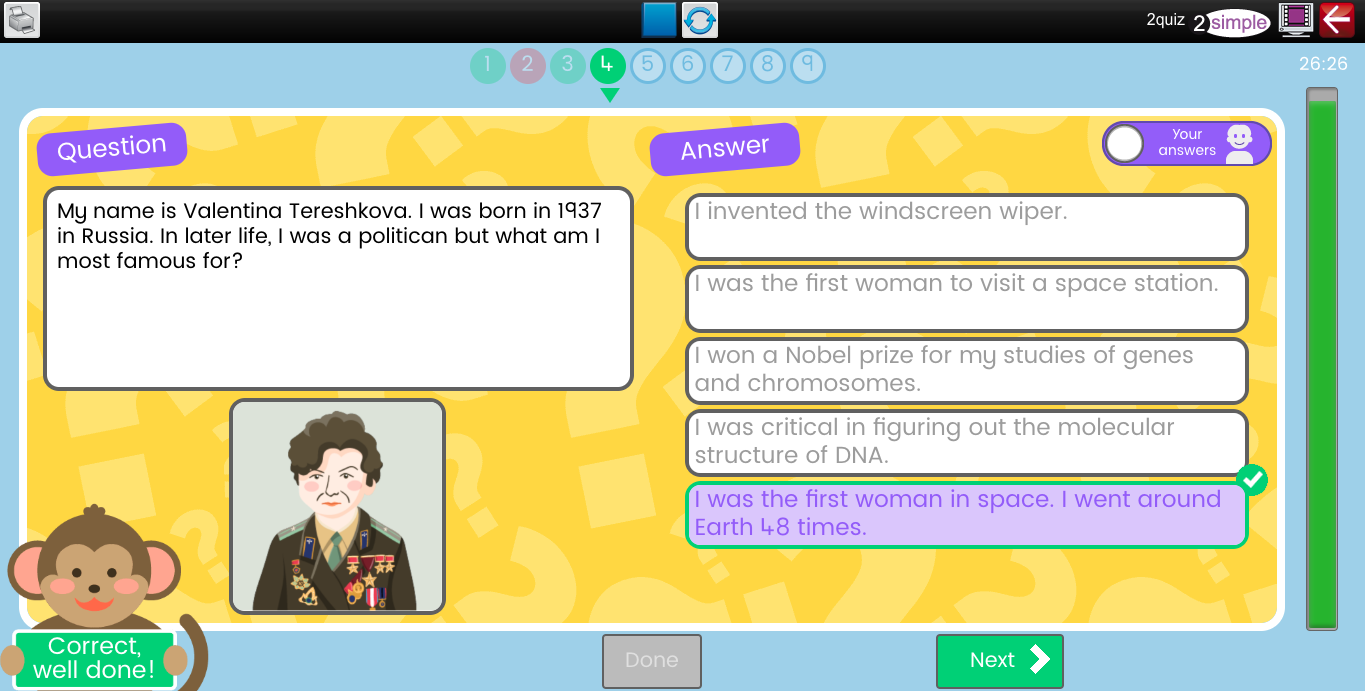 2quiz 2simple
1 2 3 4 5 6 7 8 9
26:26
Question
Answer
Your
answers
My name is Valentina Tereshkova. I was born in 1937
in Russia. In later life, I was a politican but what am I
most famous for?
I invented the windscreen wiper.
I was the first woman to visit a space station.
I won a Nobel prize for my studies of genes
and chromosomes.
I was critical in figuring out the molecular
structure of DNA.
I was the first woman in space. I went around
Earth 48 times.
Correct,
well done!
Done
Next